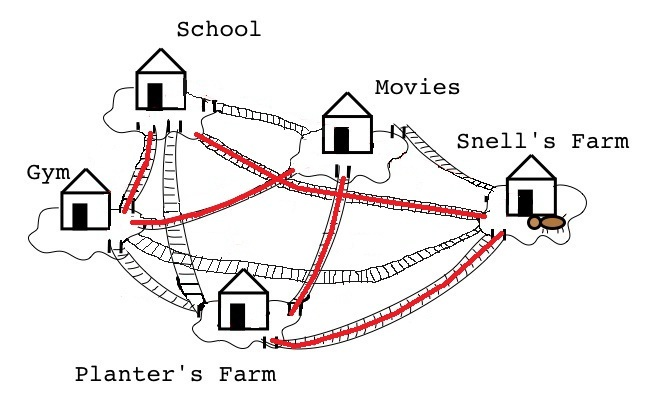 School
Movies
Snell's Farm
Gym
Planter's Farm